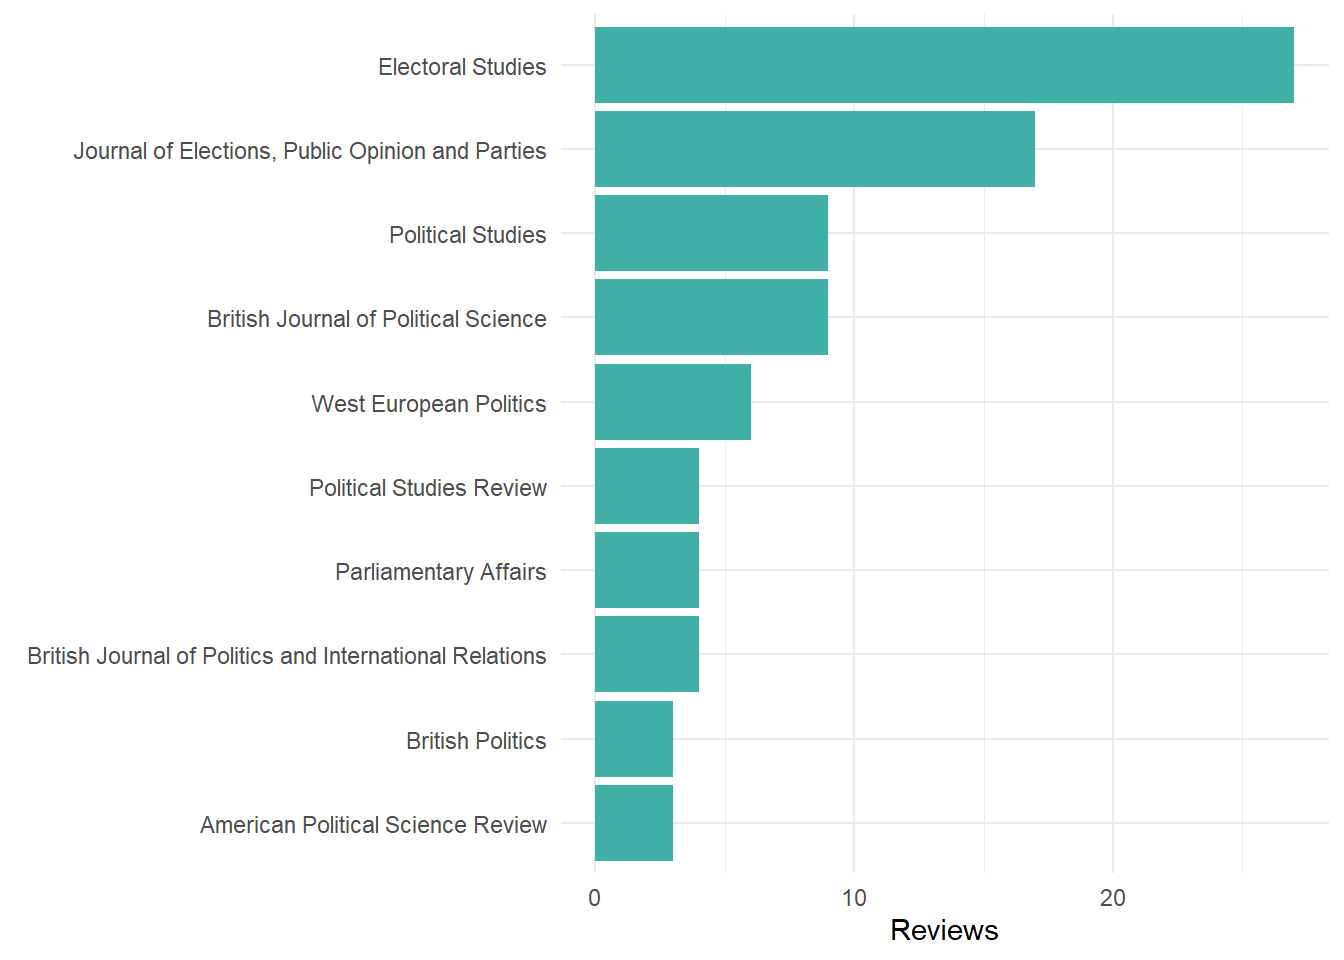 Electoral Studies
Journal of Elections, Public Opinion and Parties
Political Studies
British Journal of Political Science
West European Politics
Political Studies Review
Parliamentary Affairs
British Journal of Politics and International Relations
British Politics
American Political Science Review
0 10 20
Reviews